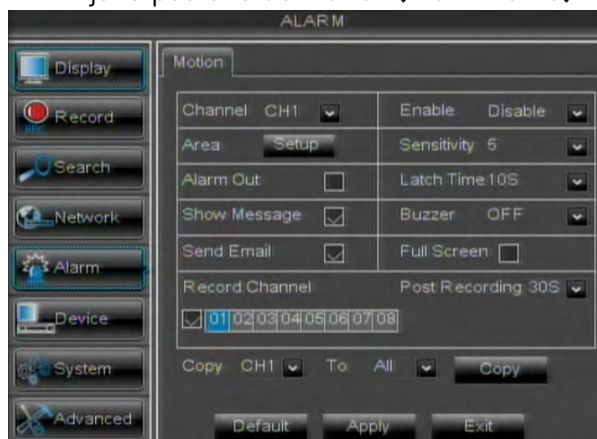 ALARM
Display
Record
REC
Search
Network
Alarm
Device
System
Advanced
Motion
Channel CH1 Enable Disable
Area Setup Sensitivity 5
Alarm Out Latch Time 10S
Show Message Buzzer OFF
Send Email Full Screen
Record Channel Post Recording 30S
01 02 03 04 05 06 07 08
Copy CH1 To All Copy
Default Apply Exit